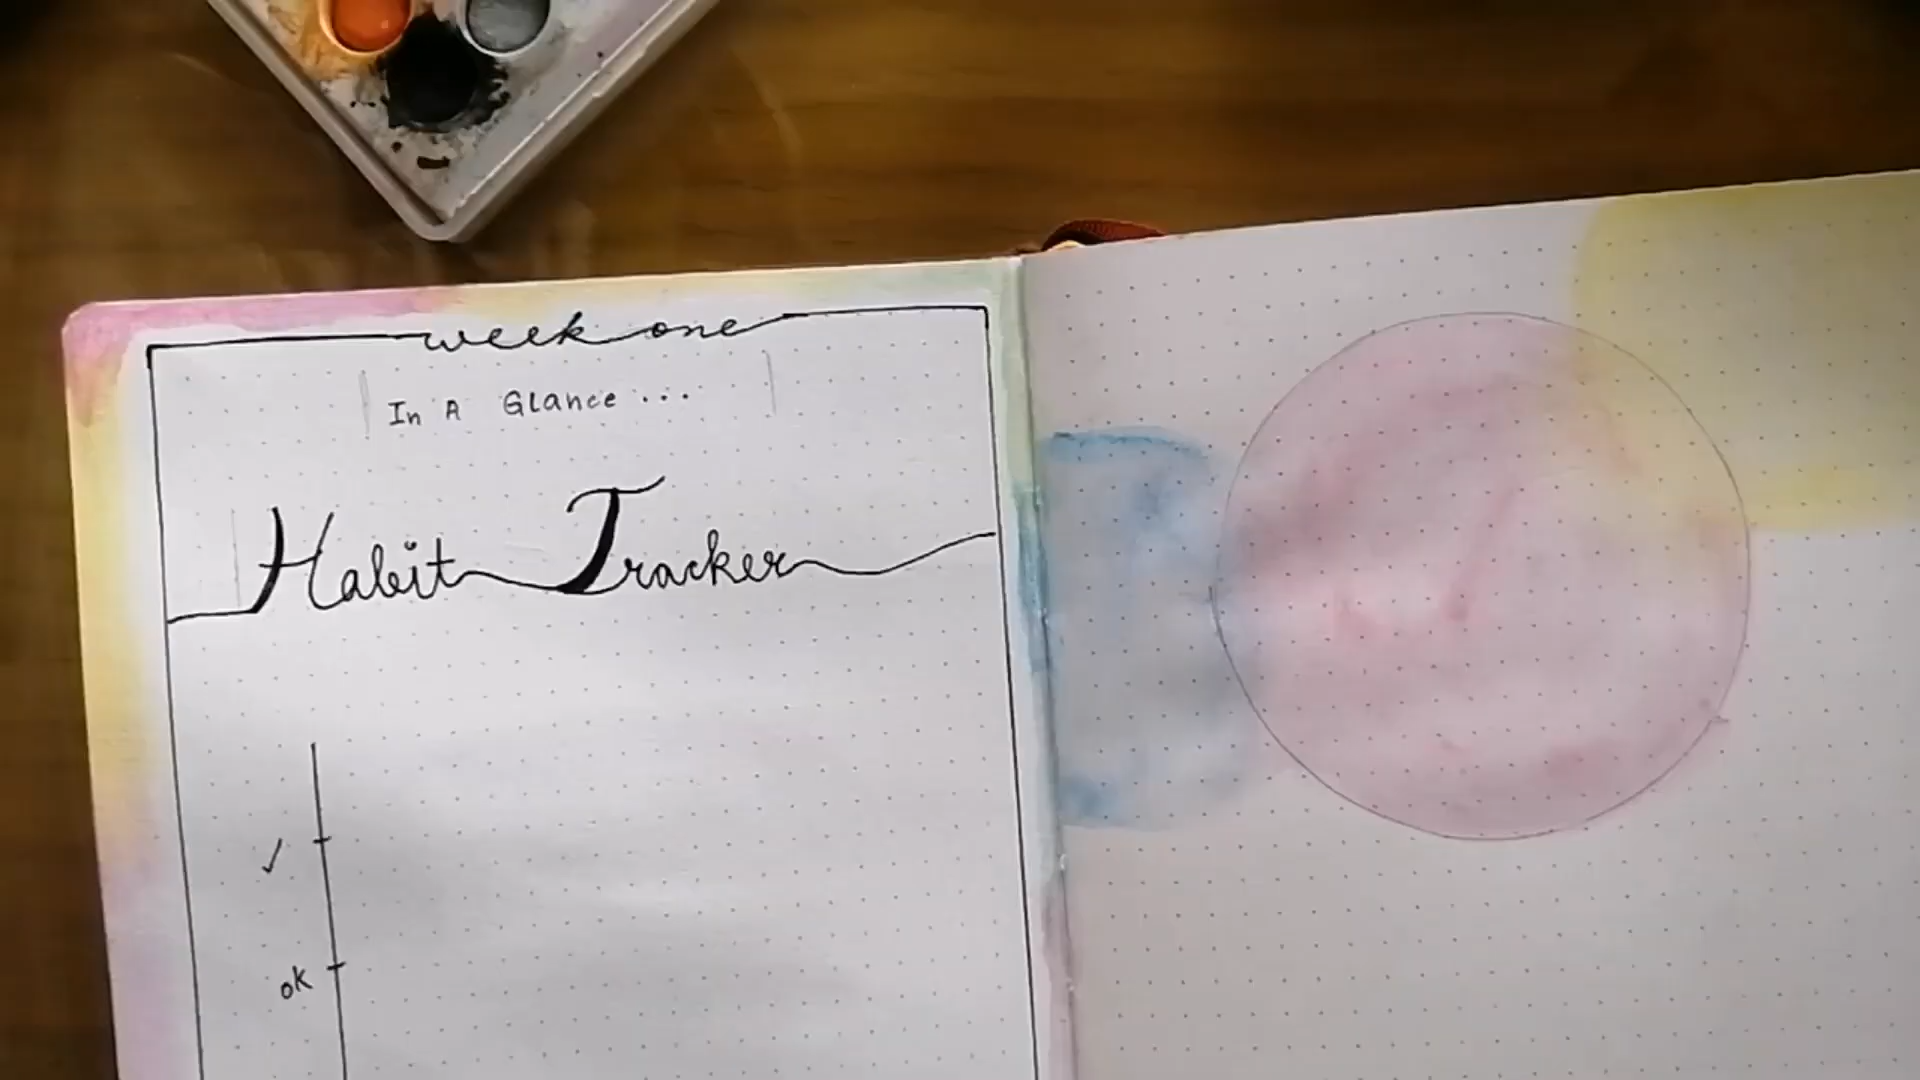 week one
In A Glance...
Habit Tracker
✓
ok